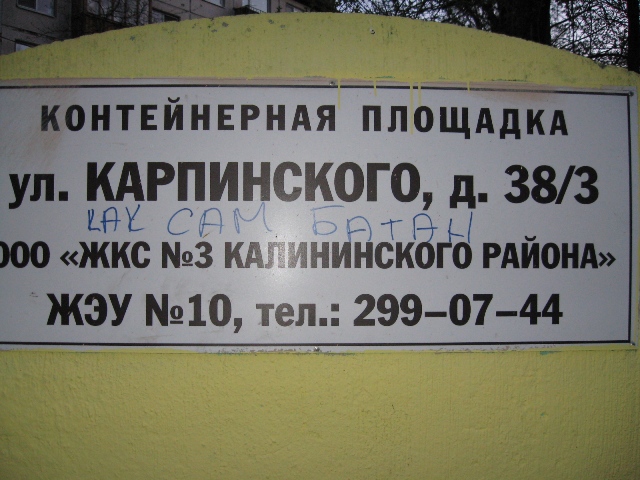 КОНТЕЙНЕРНАЯ ПЛОЩАДКА
ул. КАРПИНСКОГО, д. 38/3
КАК САМ БАТАН
ООО «ЖКС №3 КАЛИНИНСКОГО РАЙОНА»
ЖЭУ №10, тел.: 299–07–44